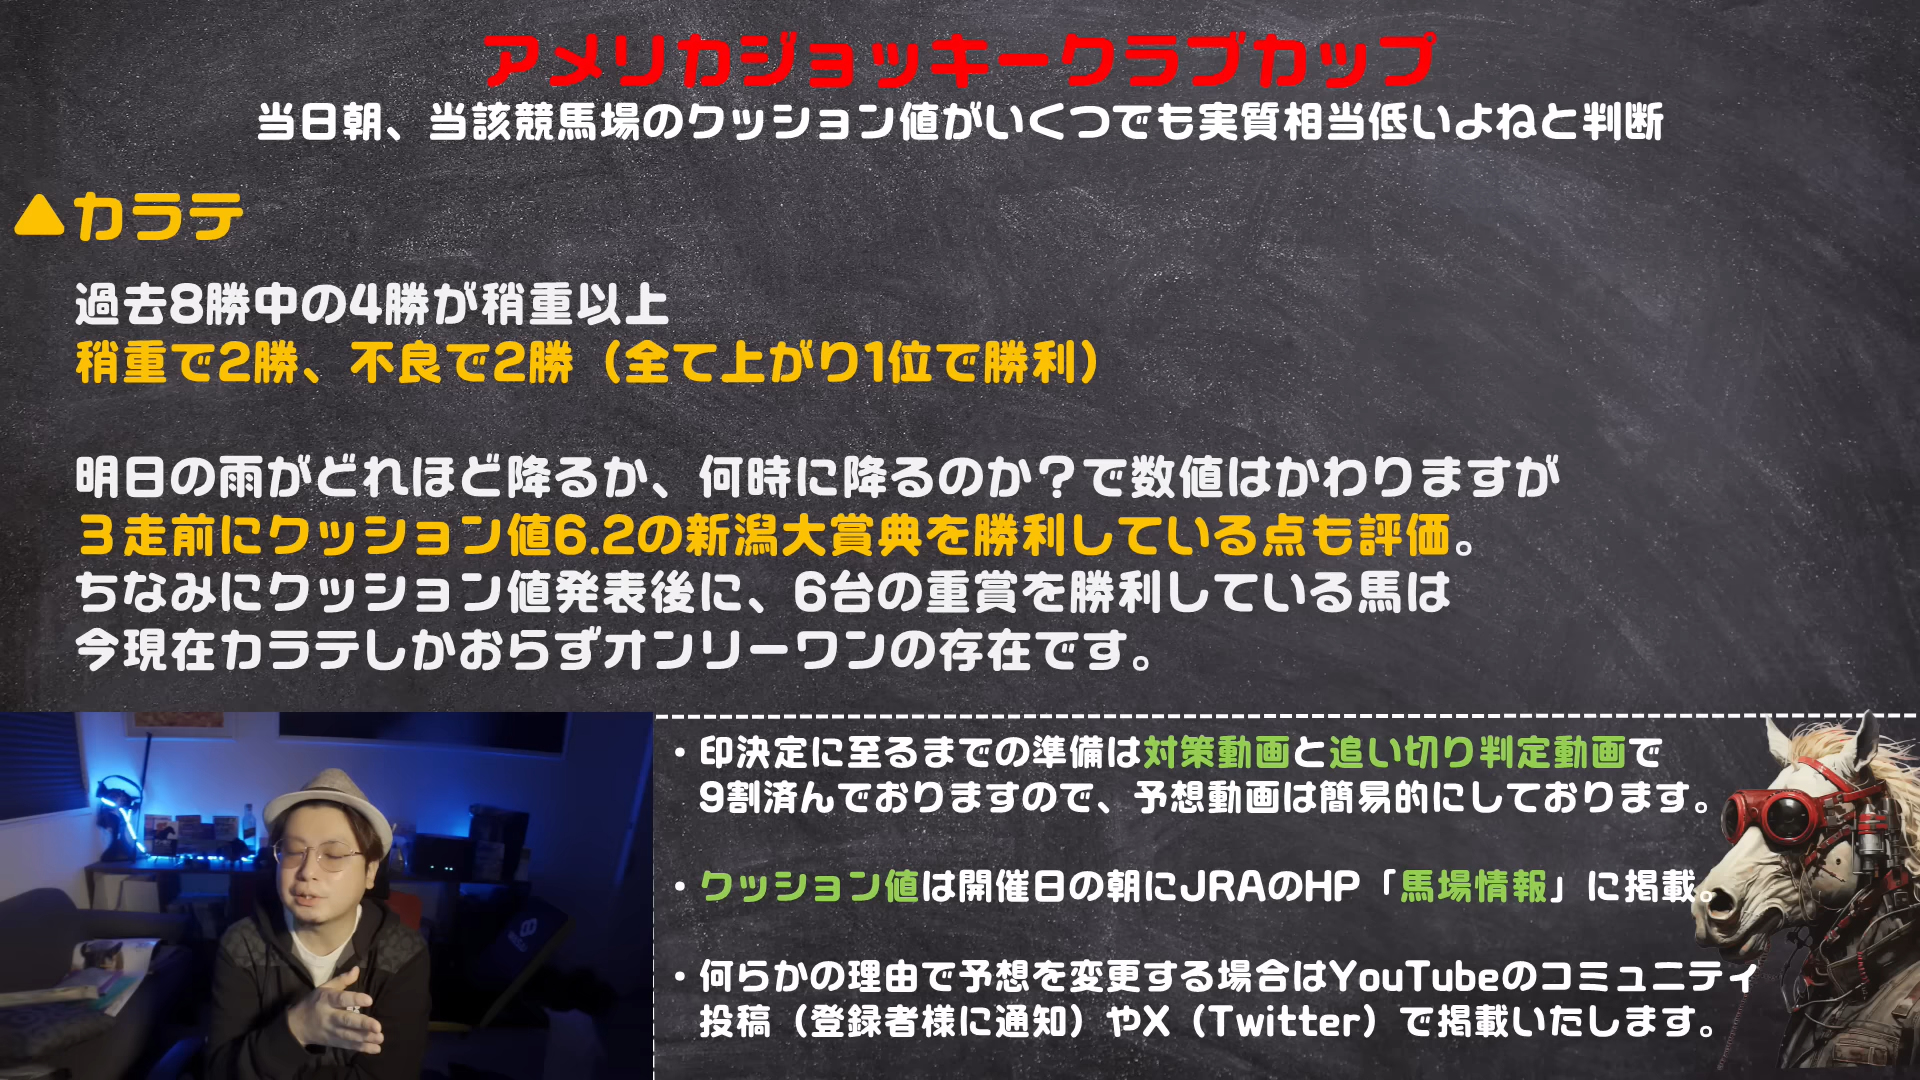 アメリカジョッキークラブカップ
当日朝、当該競馬場のクッション値がいくつでも実質相当低いよねと判断
▲カラテ
過去8勝中の4勝が稍重以上
稍重で2勝、不良で2勝（全て上がり1位で勝利）
明日の雨がどれほど降るか、何時に降るのか？で数値はかわりますが
３走前にクッション値6.2の新潟大賞典を勝利している点も評価。
ちなみにクッション値発表後に、6台の重賞を勝利している馬は
今現在カラテしかおらずオンリーワンの存在です。
・印決定に至るまでの準備は対策動画と追い切り判定動画で
9割済んでおりますので、予想動画は簡易的にしております。
・クッション値は開催日の朝にJRAのHP「馬場情報」に掲載。
・何らかの理由で予想を変更する場合はYouTubeのコミュニティ
投稿（登録者様に通知）やX（Twitter）で掲載いたします。